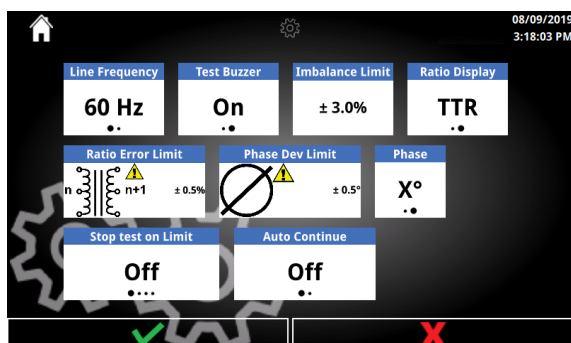 08/09/2019
3:18:03 PM
Line Frequency
Test Buzzer
Imbalance Limit
Ratio Display
60 Hz
On
± 3.0%
TTR
Ratio Error Limit
Phase Dev Limit
Phase
n
n+1
± 0.5%
± 0.5°
X°
Stop test on Limit
Auto Continue
Off
Off